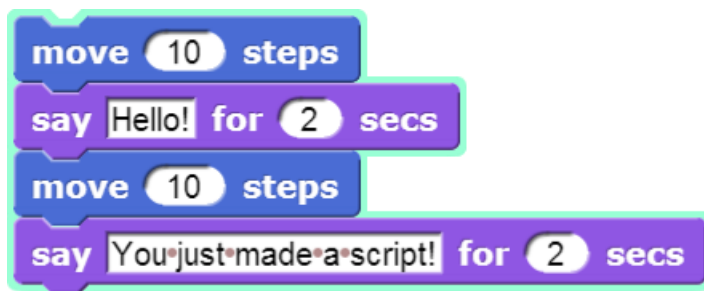 move 10 steps
say Hello! for 2 secs
move 10 steps
say You•just•made•a•script! for 2 secs